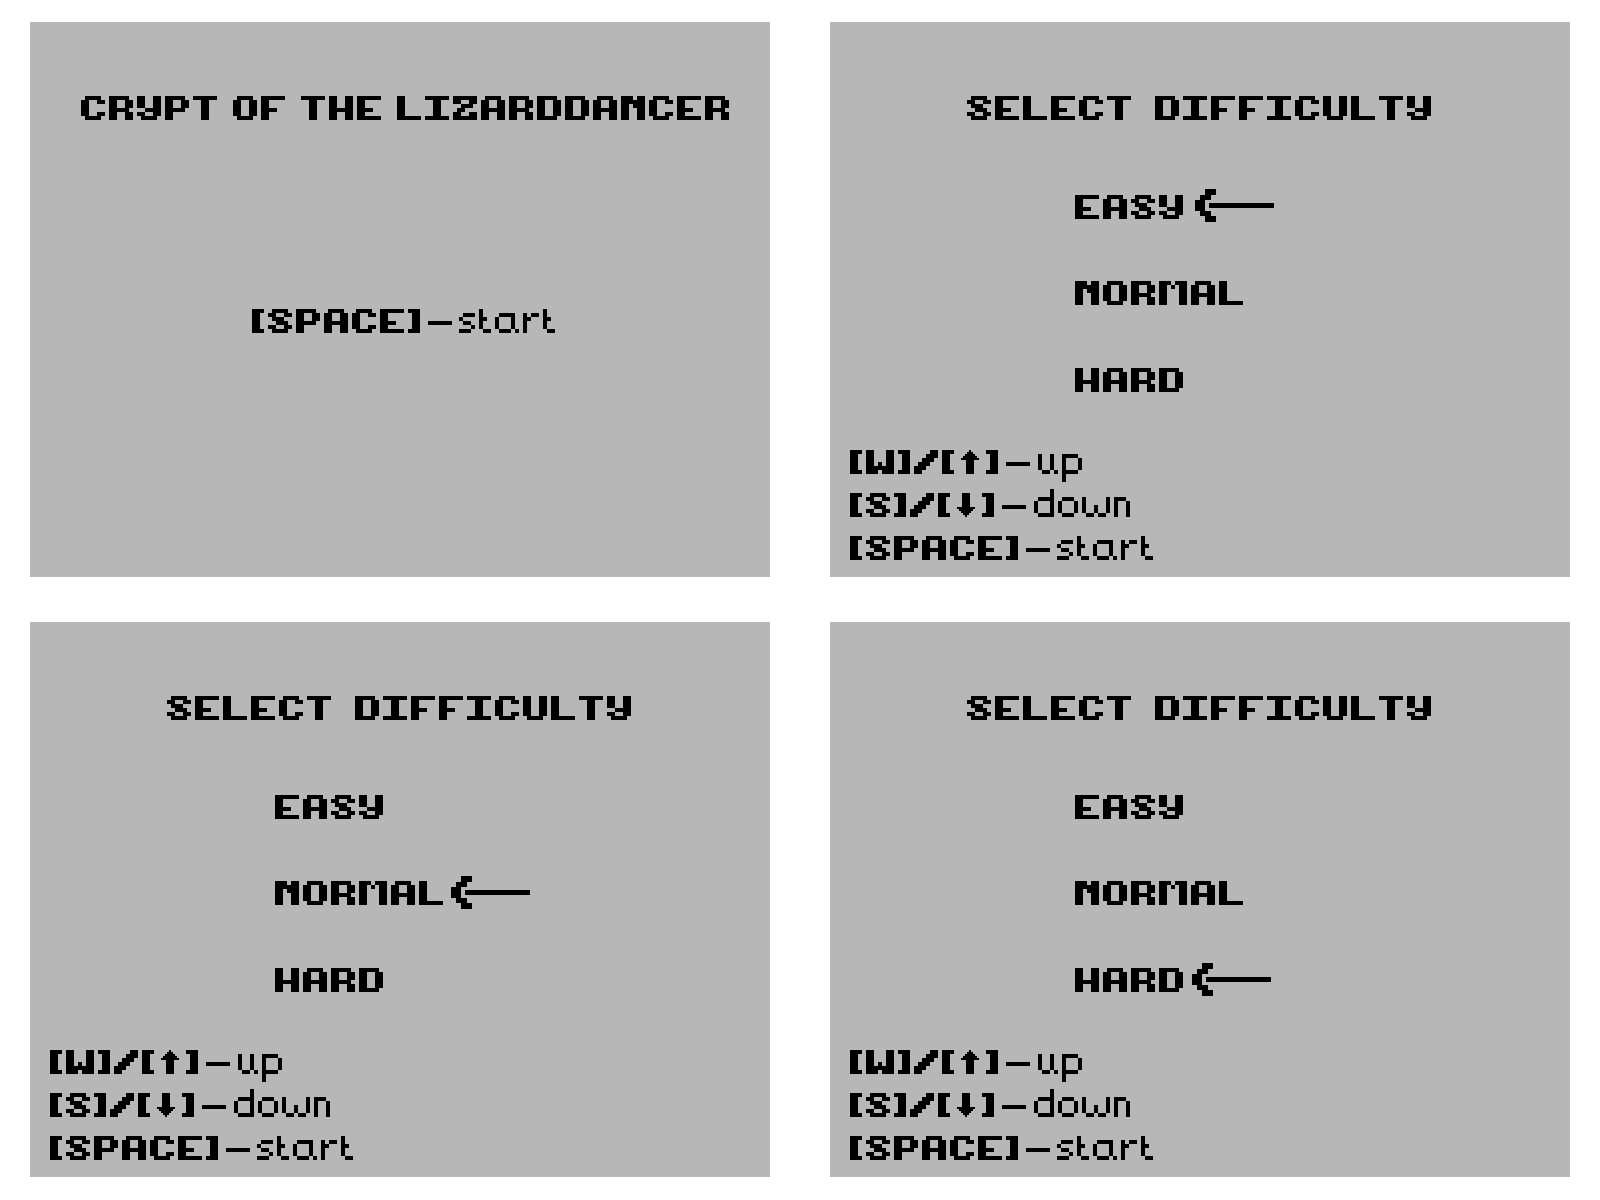 CRYPT OF THE LIZARDDANCER
[SPACE]–start
SELECT DIFFICULTY
EASY
NORMAL
HARD
[W]/[↑]–up
[S]/[↓]–down
[SPACE]–start
SELECT DIFFICULTY
EASY
NORMAL
HARD
[W]/[↑]–up
[S]/[↓]–down
[SPACE]–start
SELECT DIFFICULTY
EASY
NORMAL
HARD
[W]/[↑]–up
[S]/[↓]–down
[SPACE]–start